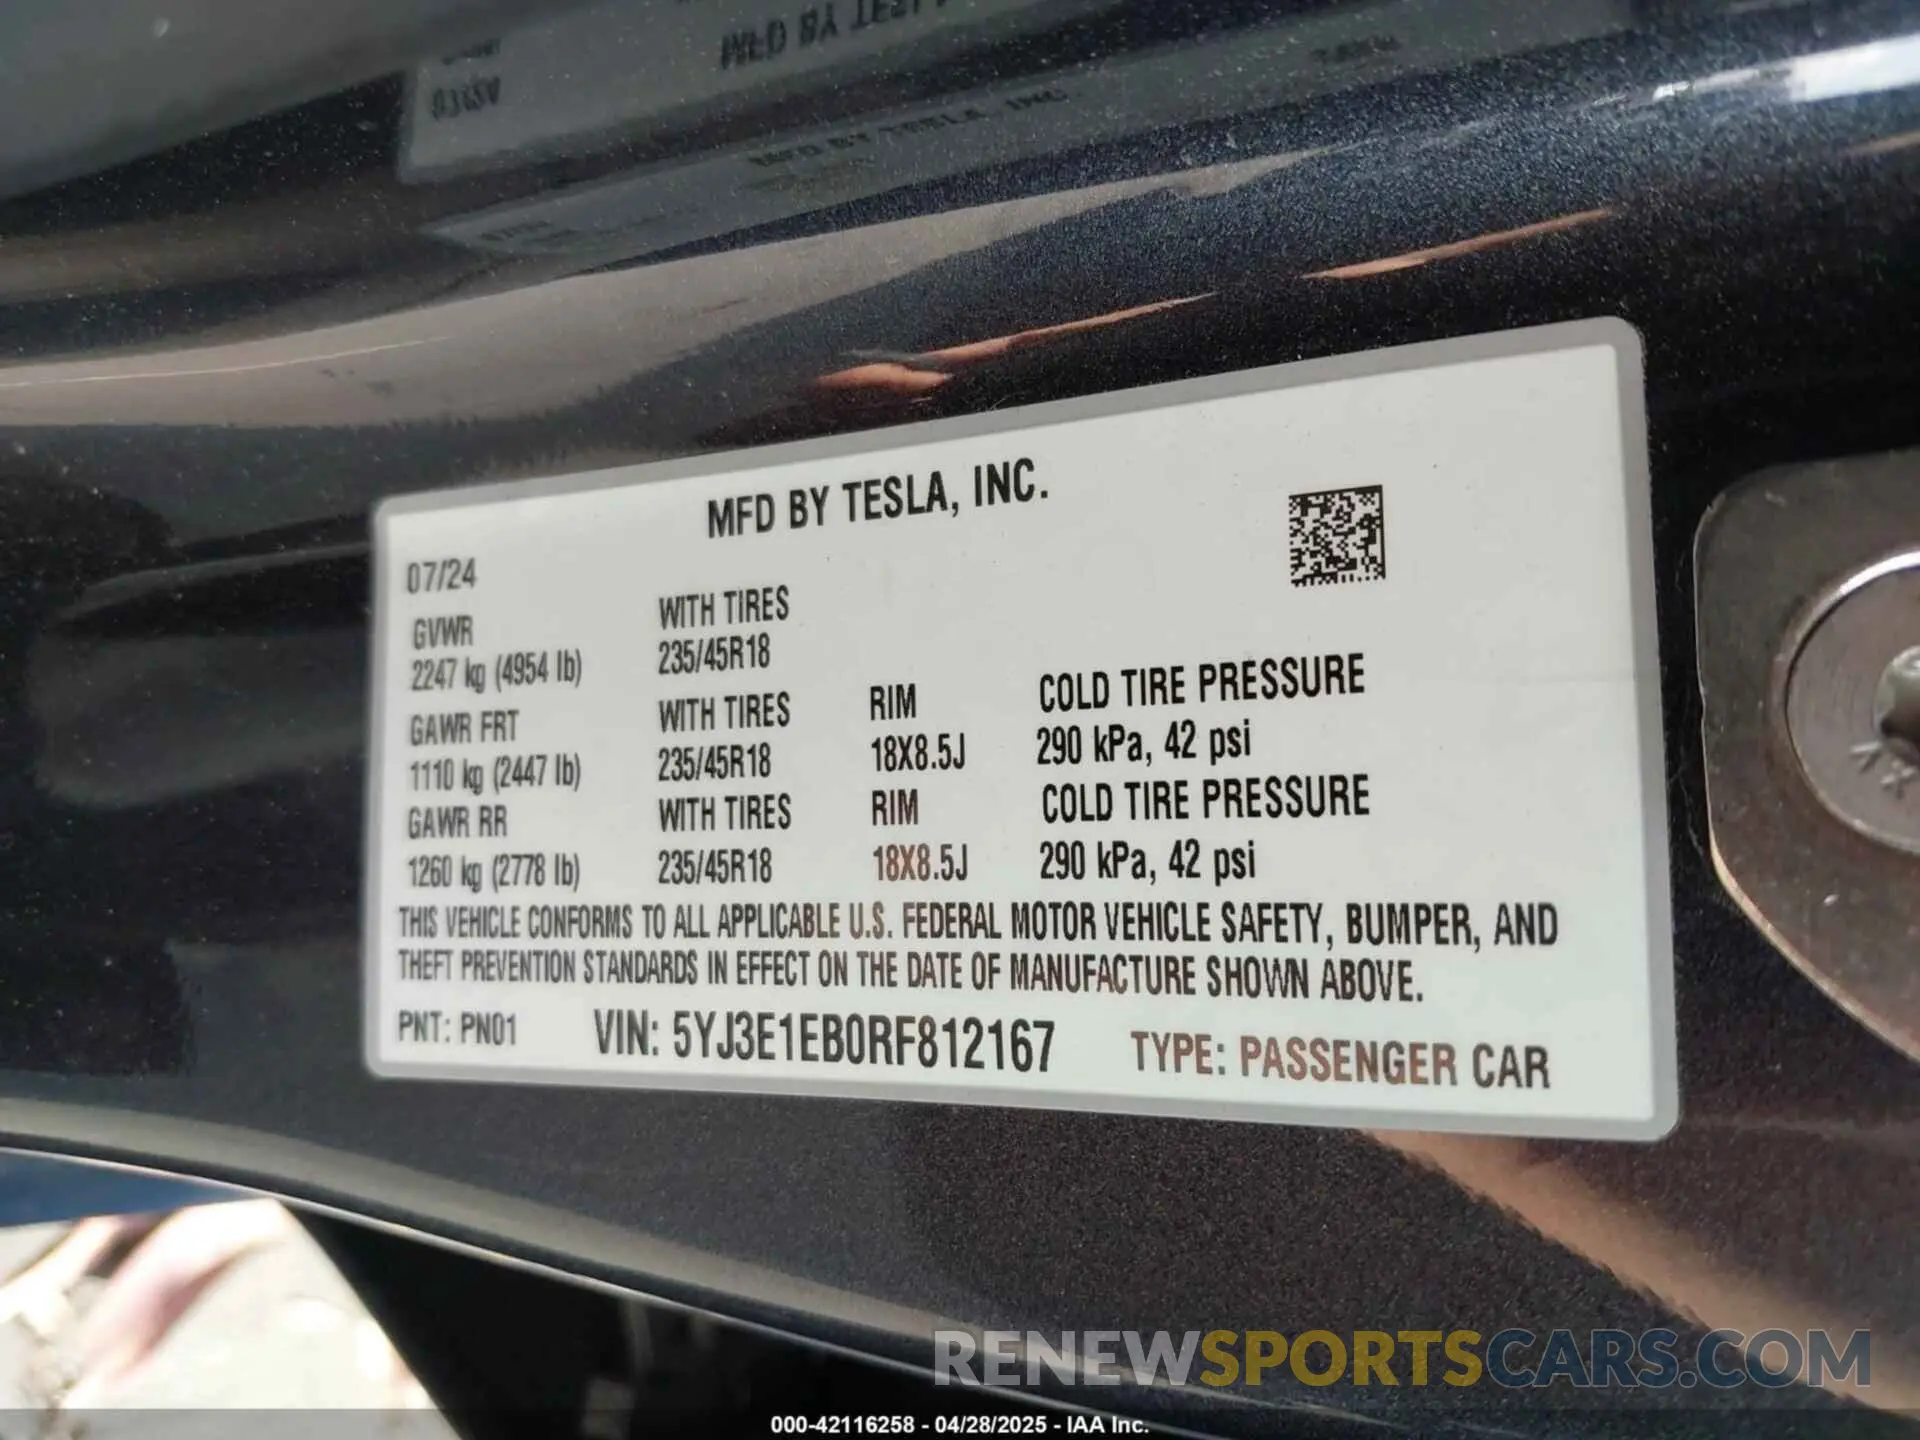 MFD BY TESLA, INC.
07/24
GVWR WITH TIRES
2247 kg (4954 lb) 235/45R18
GAWR FRT WITH TIRES RIM COLD TIRE PRESSURE
1110 kg (2447 lb) 235/45R18 18X8.5J 290 kPa, 42 psi
GAWR RR WITH TIRES RIM COLD TIRE PRESSURE
1260 kg (2778 lb) 235/45R18 18X8.5J 290 kPa, 42 psi
THIS VEHICLE CONFORMS TO ALL APPLICABLE U.S. FEDERAL MOTOR VEHICLE SAFETY, BUMPER, AND
THEFT PREVENTION STANDARDS IN EFFECT ON THE DATE OF MANUFACTURE SHOWN ABOVE.
PNT: PN01 VIN: 5YJ3E1EB0RF812167 TYPE: PASSENGER CAR
RENEWSPORTSCARS.COM
000-42116258 - 04/28/2025 - IAA Inc.